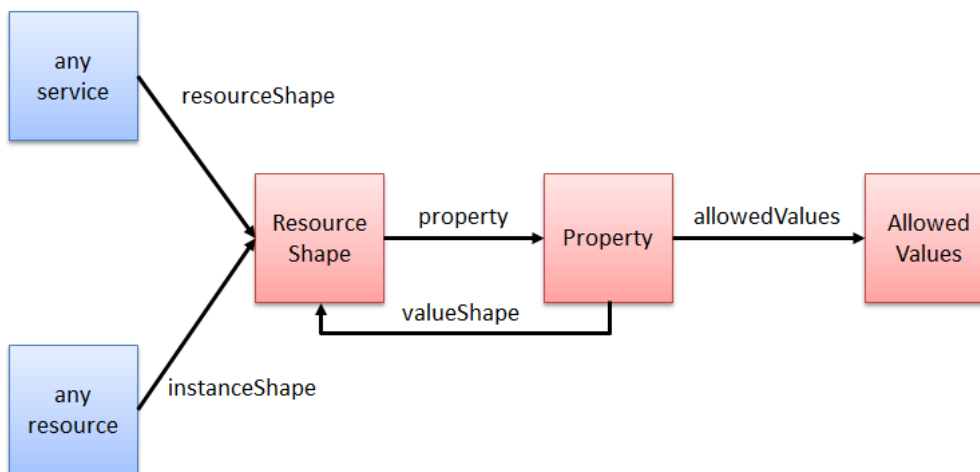 any
service
resourceShape
Resource
Shape
property
Property
allowedValues
Allowed
Values
valueShape
instanceShape
any
resource